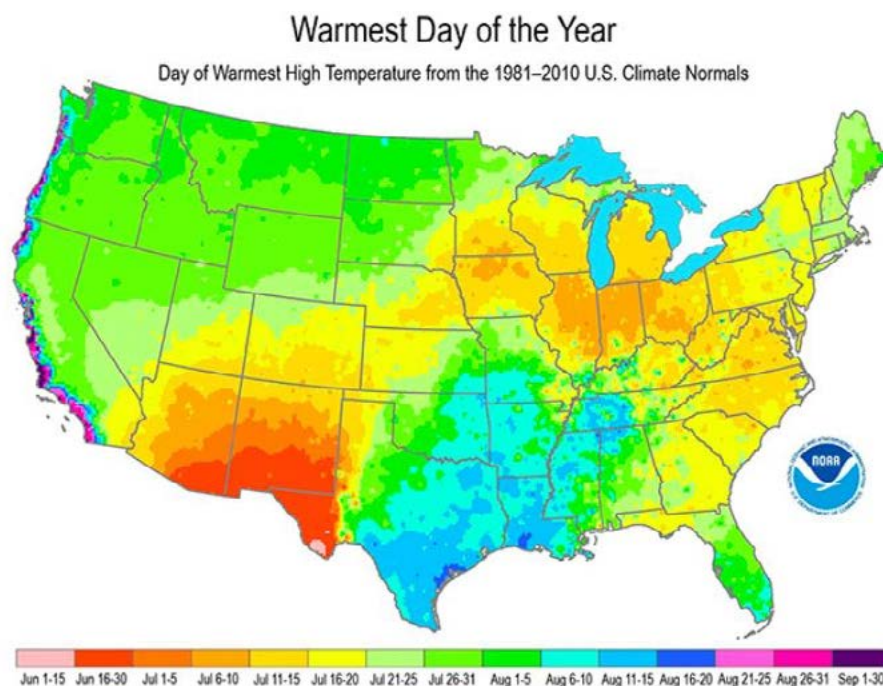 Warmest Day of the Year
Day of Warmest High Temperature from the 1981–2010 U.S. Climate Normals
NOAA
Jun 1-15 Jun 16-30 Jul 1-5 Jul 6-10 Jul 11-15 Jul 16-20 Jul 21-25 Jul 26-31 Aug 1-5 Aug 6-10 Aug 11-15 Aug 16-20 Aug 21-25 Aug 26-31 Sep 1-30